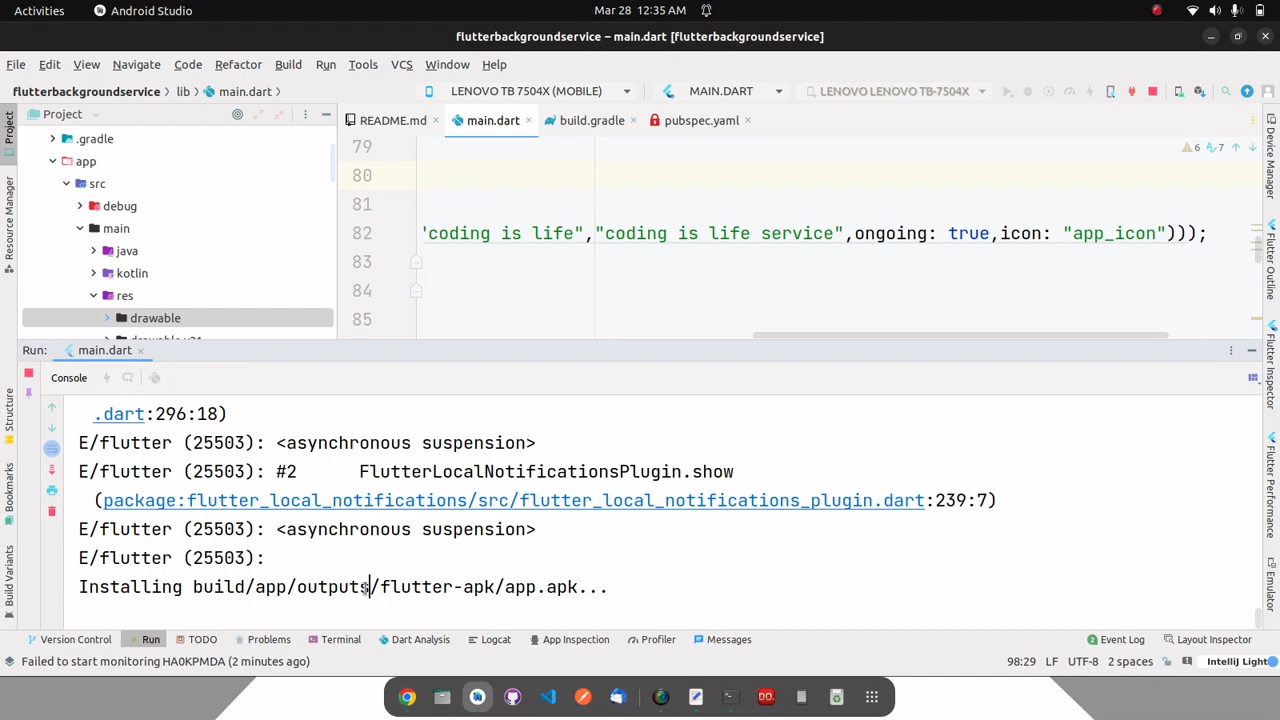 Activities Android Studio Mar 28 12:35 AM
flutterbackgroundservice – main.dart [flutterbackgroundservice]
File Edit View Navigate Code Refactor Build Run Tools VCS Window Help
flutterbackgroundservice lib main.dart LENOVO TB 7504X (MOBILE) MAIN.DART LENOVO LENOVO TB-7504X
Project README.md main.dart build.gradle pubspec.yaml
Project
Resource Manager
Structure
Bookmarks
Build Variants
.gradle
app
src
debug
main
java
kotlin
res
drawable
79
80
81
82 'coding is life","coding is life service",ongoing: true,icon: "app_icon")));
83
84
85
6 7
Device Manager
Flutter Outline
Flutter Inspector
Flutter Performance
Run: main.dart
Console
.dart:296:18)
E/flutter (25503): <asynchronous suspension>
E/flutter (25503): #2 FlutterLocalNotificationsPlugin.show
(package:flutter_local_notifications/src/flutter_local_notifications_plugin.dart:239:7)
E/flutter (25503): <asynchronous suspension>
E/flutter (25503):
Installing build/app/outputs/flutter-apk/app.apk...
Version Control Run TODO Problems Terminal Dart Analysis Logcat App Inspection Profiler Messages Event Log Layout Inspector
Failed to start monitoring HA0KPMDA (2 minutes ago) 98:29 LF UTF-8 2 spaces IntelliJ Light